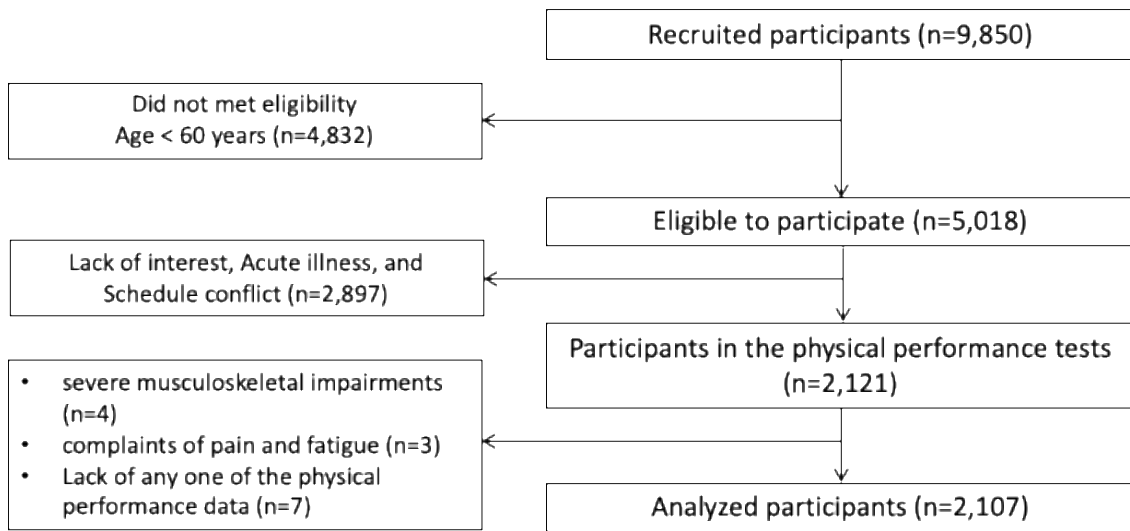 Recruited participants (n=9,850)
Did not met eligibility
Age < 60 years (n=4,832)
Eligible to participate (n=5,018)
Lack of interest, Acute illness, and
Schedule conflict (n=2,897)
Participants in the physical performance tests
(n=2,121)
• severe musculoskeletal impairments
(n=4)
• complaints of pain and fatigue (n=3)
• Lack of any one of the physical
performance data (n=7)
Analyzed participants (n=2,107)